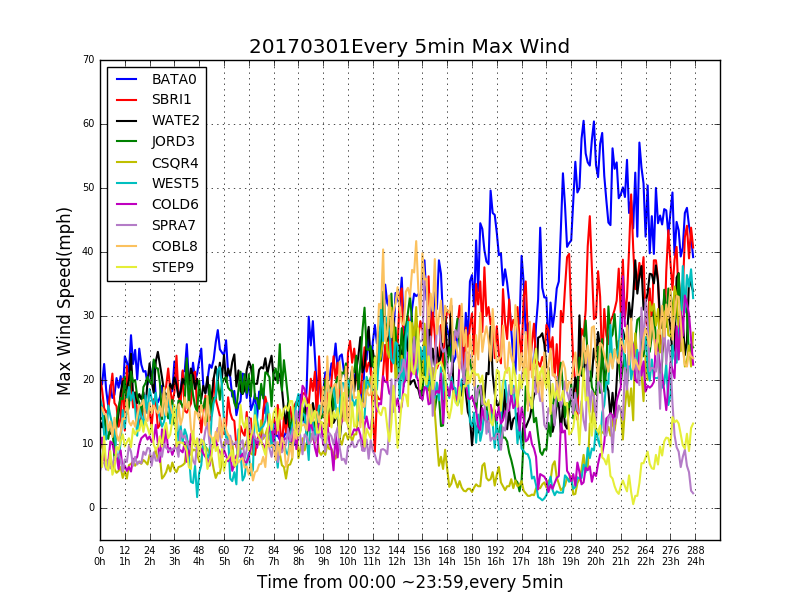 20170301Every 5min Max Wind
70
60
50
40
30
20
10
0
Max Wind Speed(mph)
BATA0
SBRI1
WATE2
JORD3
CSQR4
WEST5
COLD6
SPRA7
COBL8
STEP9
0 12 24 36 48 60 72 84 96 108 120 132 144 156 168 180 192 204 216 228 240 252 264 276 288
0h 1h 2h 3h 4h 5h 6h 7h 8h 9h 10h 11h 12h 13h 14h 15h 16h 17h 18h 19h 20h 21h 22h 23h 24h
Time from 00:00 ~23:59,every 5min